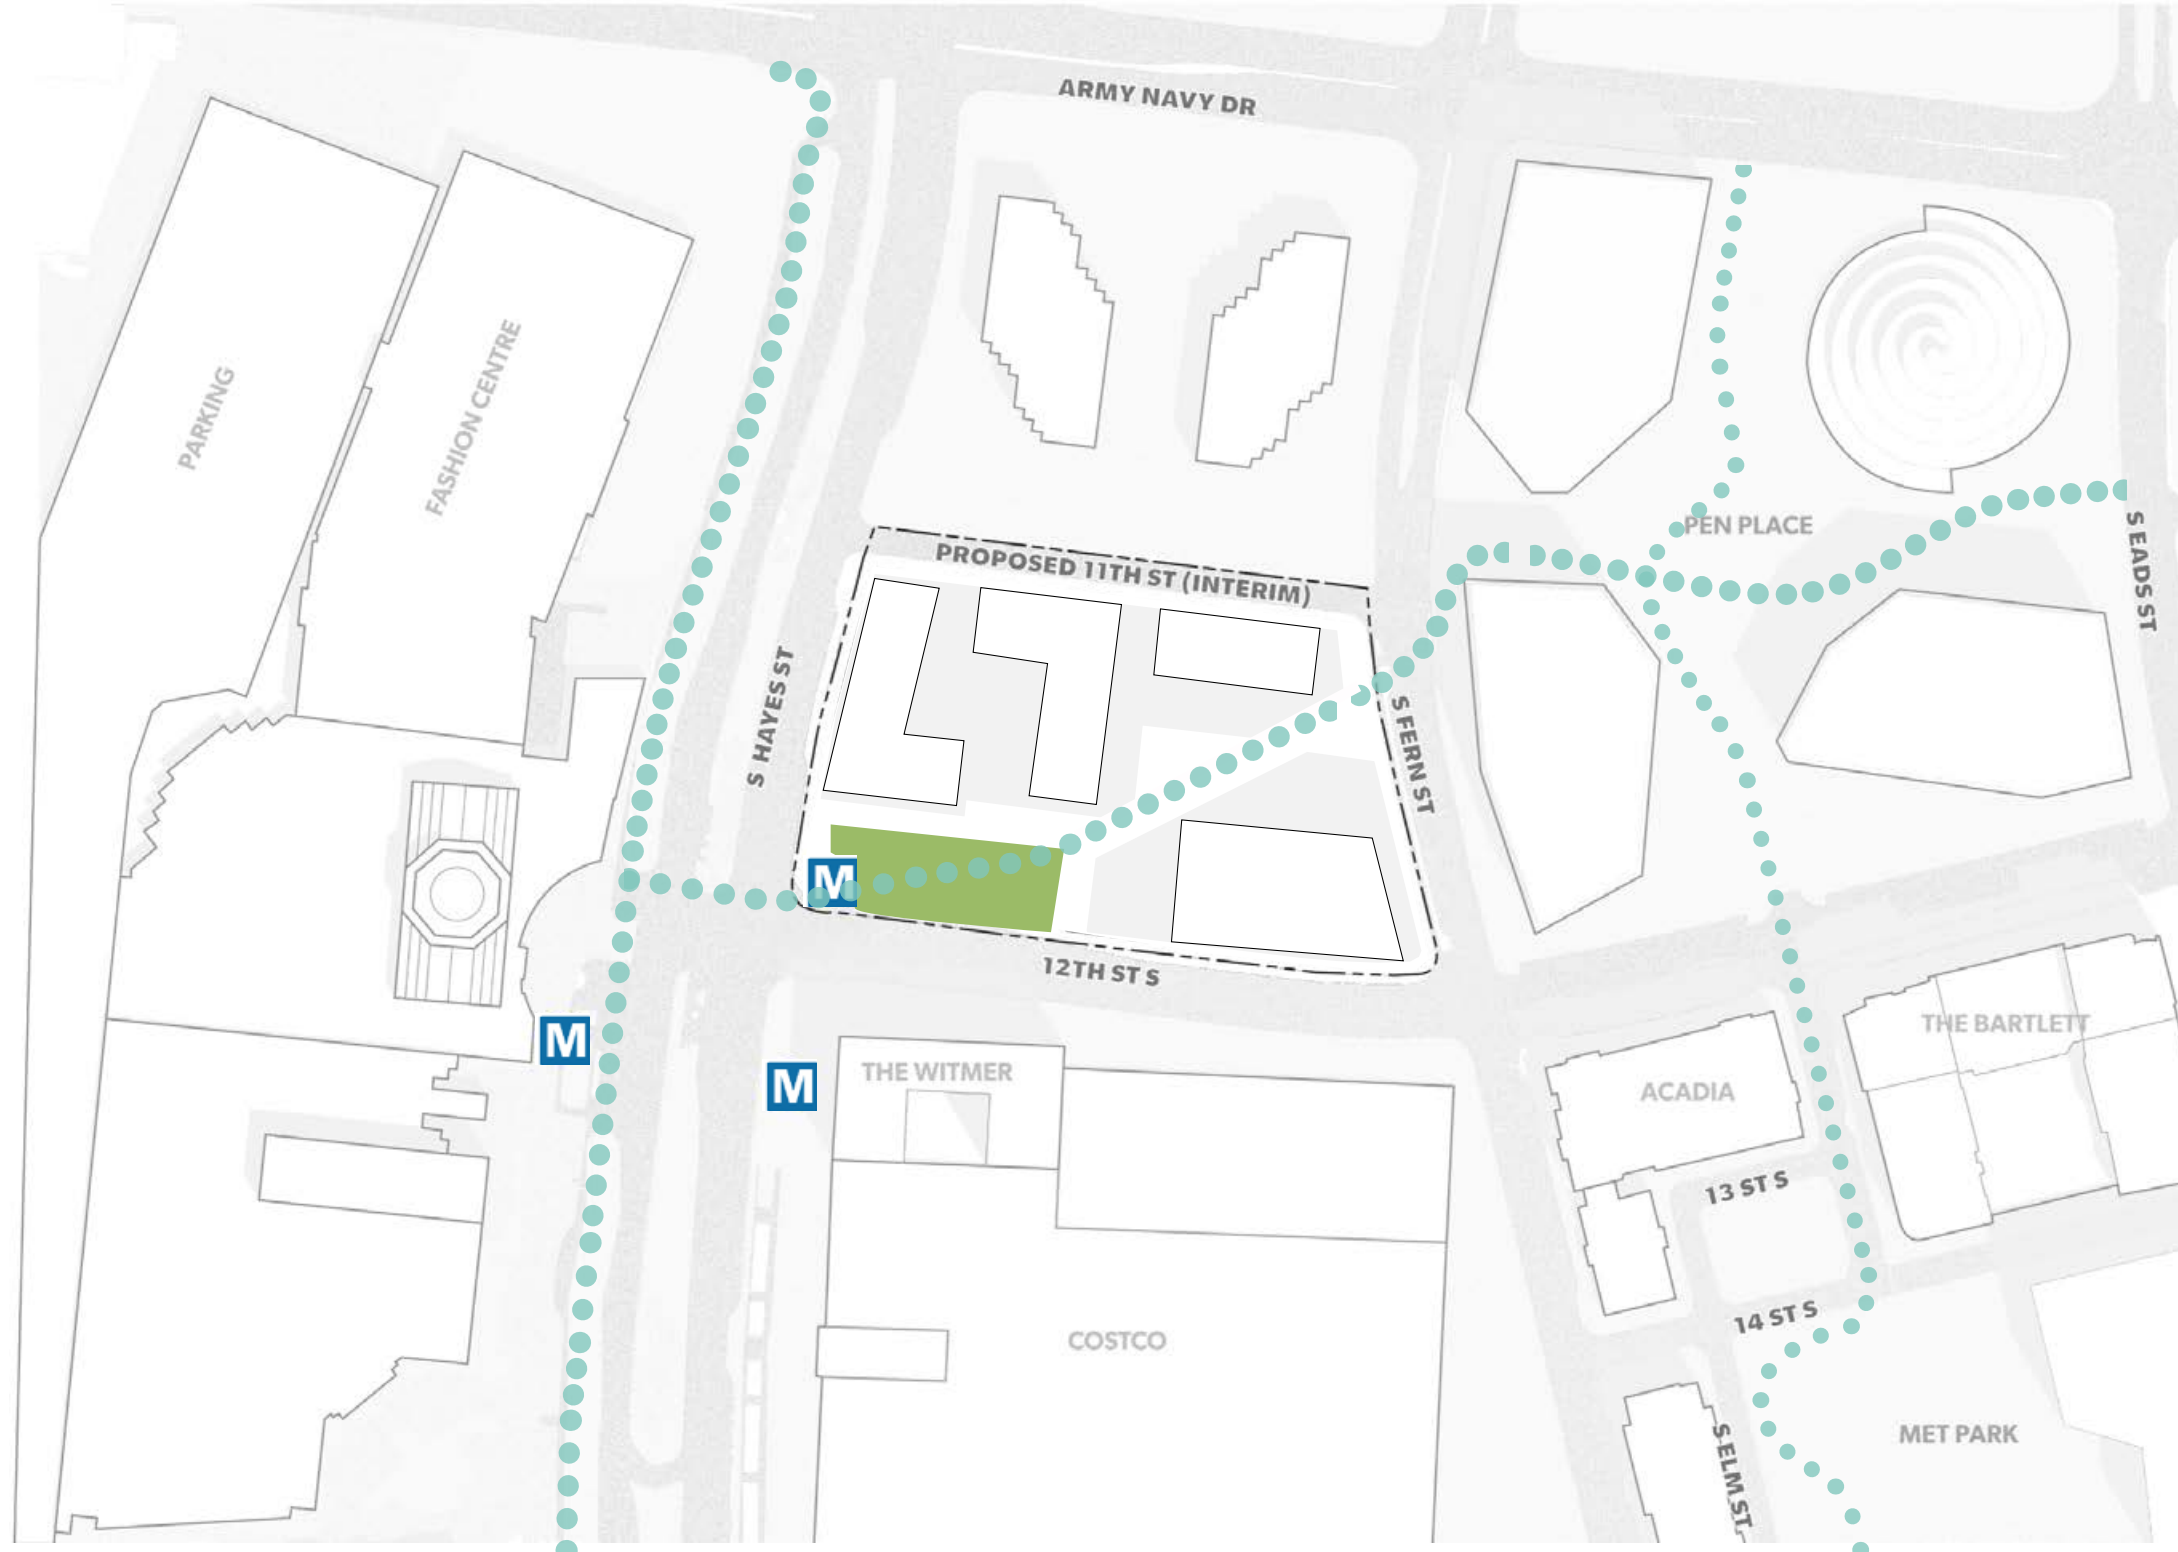 ARMY NAVY DR
FASHION CENTRE
PARKING
PEN PLACE
S EADS ST
PROPOSED 11TH ST (INTERIM)
S HAYES ST
S FERN ST
M
12TH ST S
M
M
THE WITMER
THE BARTLETT
ACADIA
13 ST S
14 ST S
COSTCO
MET PARK
S ELM ST